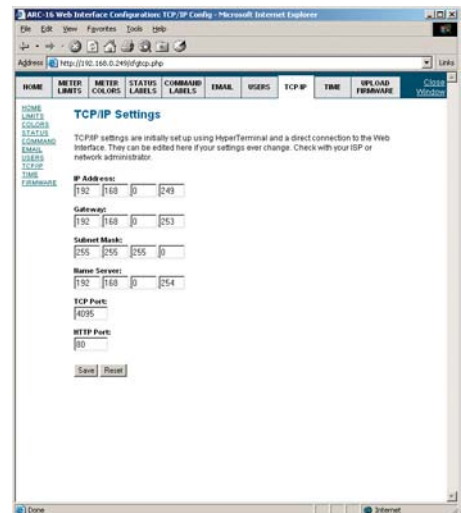 ARC-16 Web Interface Configuration: TCP/IP Config - Microsoft Internet Explorer
File Edit View Favorites Tools Help
Address http://192.168.0.249/cfgtcp.php Links
HOME METER LIMITS METER COLORS STATUS LABELS COMMAND LABELS EMAIL USERS TCP-IP TIME UPLOAD FIRMWARE Close Window
HOME
LIMITS
COLORS
STATUS
COMMAND
EMAIL
USERS
TCP/IP
TIME
FIRMWARE
TCP/IP Settings
TCP/IP settings are initially set up using HyperTerminal and a direct connection to the Web
Interface. They can be edited here if your settings ever change. Check with your ISP or
network administrator.
IP Address:
192 168 0 249
Gateway:
192 168 0 253
Subnet Mask:
255 255 255 0
Name Server:
192 168 0 254
TCP Port:
4095
HTTP Port:
80
Save Reset
Done Internet